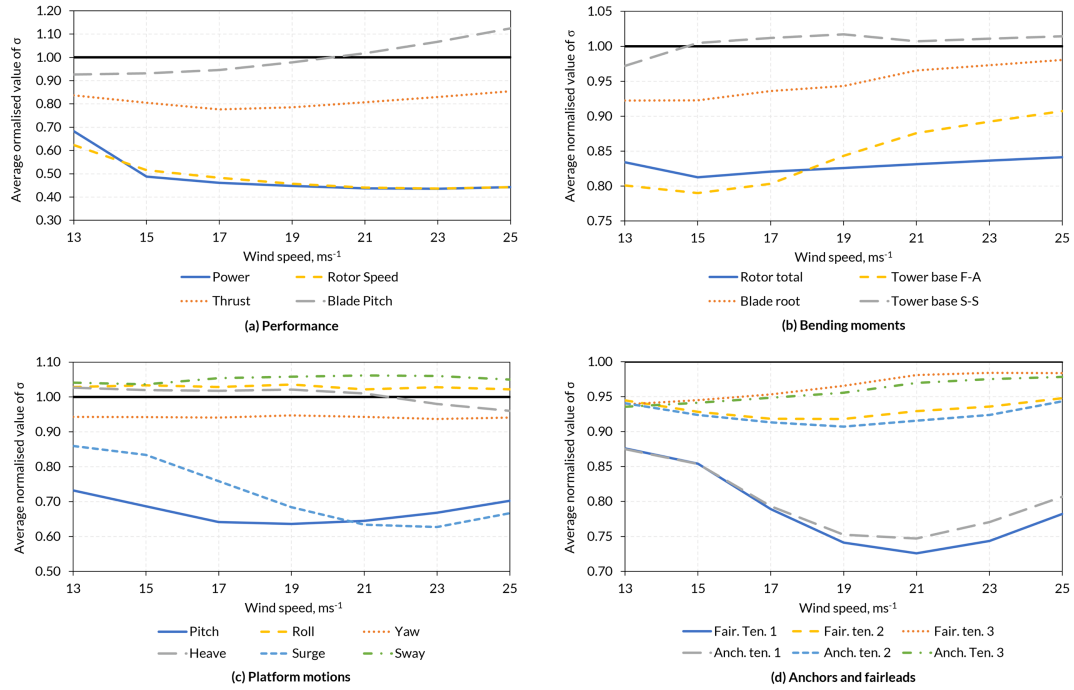 Average ormalised value of σ
1.20
1.10
1.00
0.90
0.80
0.70
0.60
0.50
0.40
0.30
13 15 17 19 21 23 25
Wind speed, ms⁻¹
Power Rotor Speed
Thrust Blade Pitch
(a) Performance
Average normalised value of σ
1.05
1.00
0.95
0.90
0.85
0.80
0.75
13 15 17 19 21 23 25
Wind speed, ms⁻¹
Rotor total Tower base F-A
Blade root Tower base S-S
(b) Bending moments
Average normalised value of σ
1.10
1.00
0.90
0.80
0.70
0.60
0.50
13 15 17 19 21 23 25
Wind speed, ms⁻¹
Pitch Roll Yaw
Heave Surge Sway
(c) Platform motions
Average normalised value of σ
1.00
0.95
0.90
0.85
0.80
0.75
0.70
13 15 17 19 21 23 25
Wind speed, ms⁻¹
Fair. Ten. 1 Fair. ten. 2 Fair. ten. 3
Anch. ten. 1 Anch. ten. 2 Anch. Ten. 3
(d) Anchors and fairleads